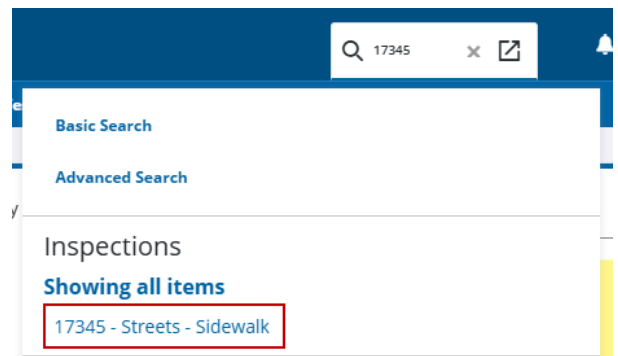 17345
Basic Search
Advanced Search
Inspections
Showing all items
17345 - Streets - Sidewalk